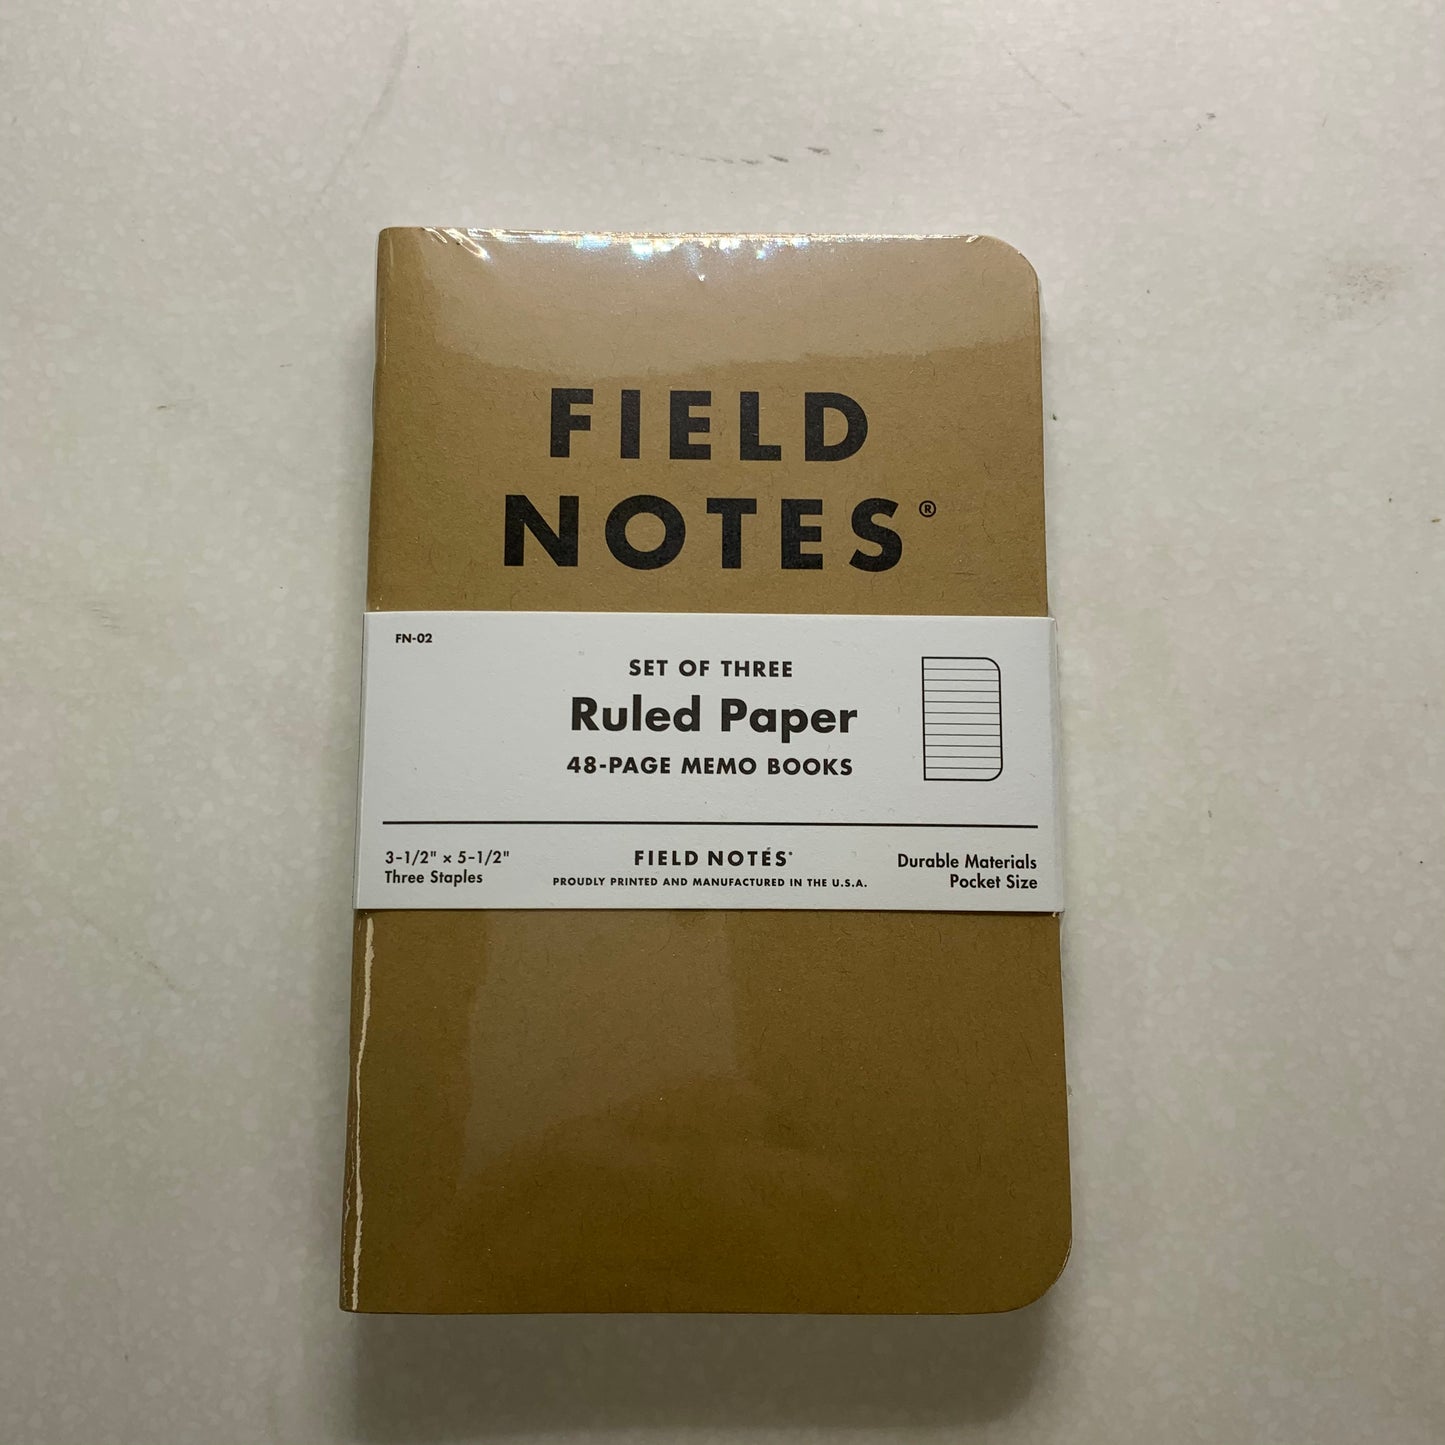 FIELD
NOTES®
FN-02
SET OF THREE
Ruled Paper
48-PAGE MEMO BOOKS
3-1/2" × 5-1/2"
Three Staples
FIELD NOTES®
PROUDLY PRINTED AND MANUFACTURED IN THE U.S.A.
Durable Materials
Pocket Size